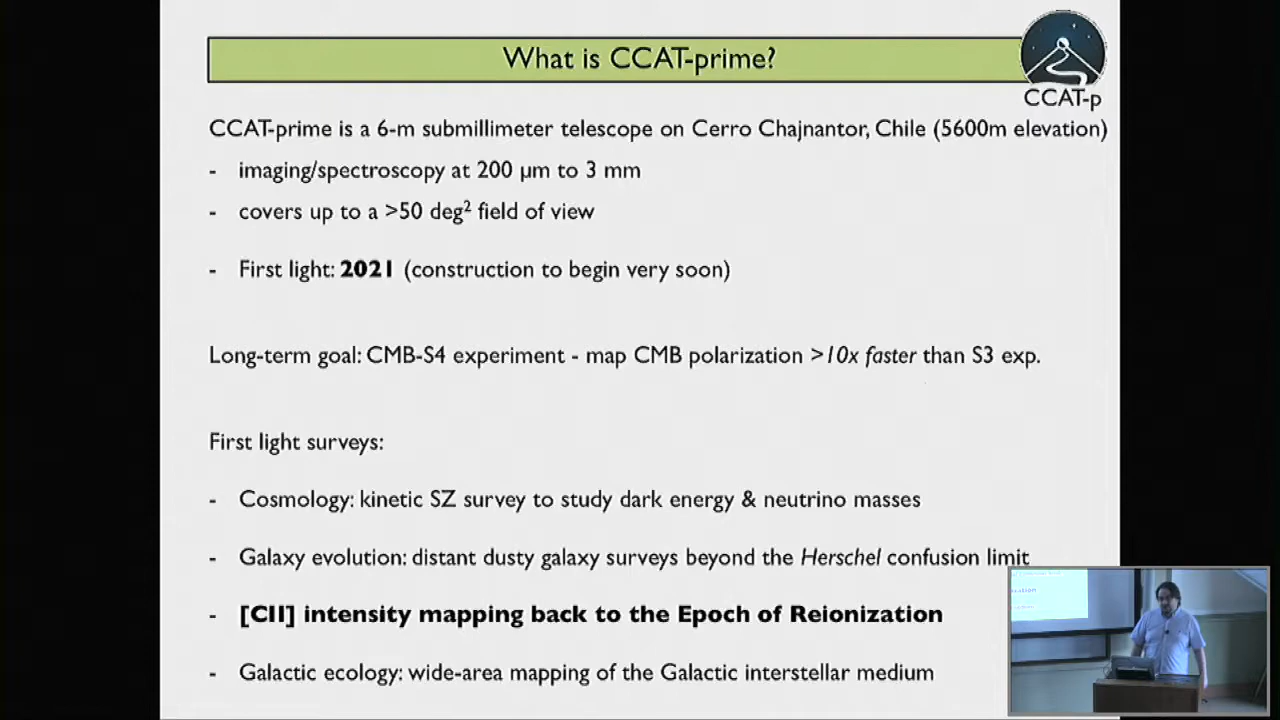 What is CCAT-prime?
CCAT-p
CCAT-prime is a 6-m submillimeter telescope on Cerro Chajnantor, Chile (5600m elevation)
- imaging/spectroscopy at 200 µm to 3 mm
- covers up to a >50 deg² field of view
- First light: 2021 (construction to begin very soon)
Long-term goal: CMB-S4 experiment - map CMB polarization >10x faster than S3 exp.
First light surveys:
- Cosmology: kinetic SZ survey to study dark energy & neutrino masses
- Galaxy evolution: distant dusty galaxy surveys beyond the Herschel confusion limit
- [CII] intensity mapping back to the Epoch of Reionization
- Galactic ecology: wide-area mapping of the Galactic interstellar medium